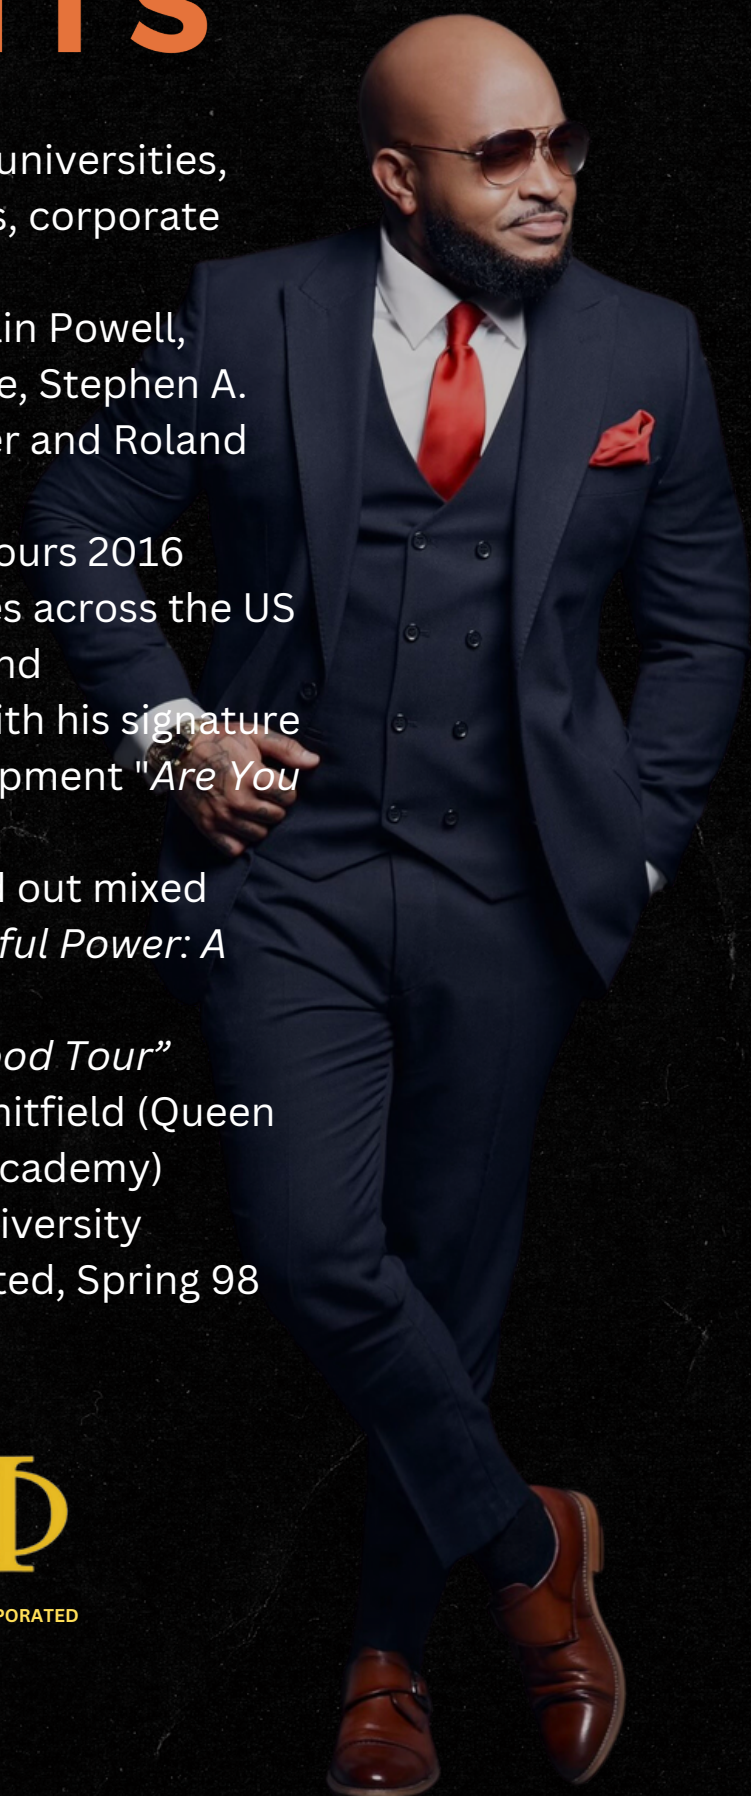 TS
universities,
s, corporate
in Powell,
e, Stephen A.
er and Roland
ours 2016
es across the US
nd
ith his signature
pment "Are You
d out mixed
ful Power: A
ood Tour”
hitfield (Queen
cademy)
iversity
ted, Spring 98
Φ
PORATED